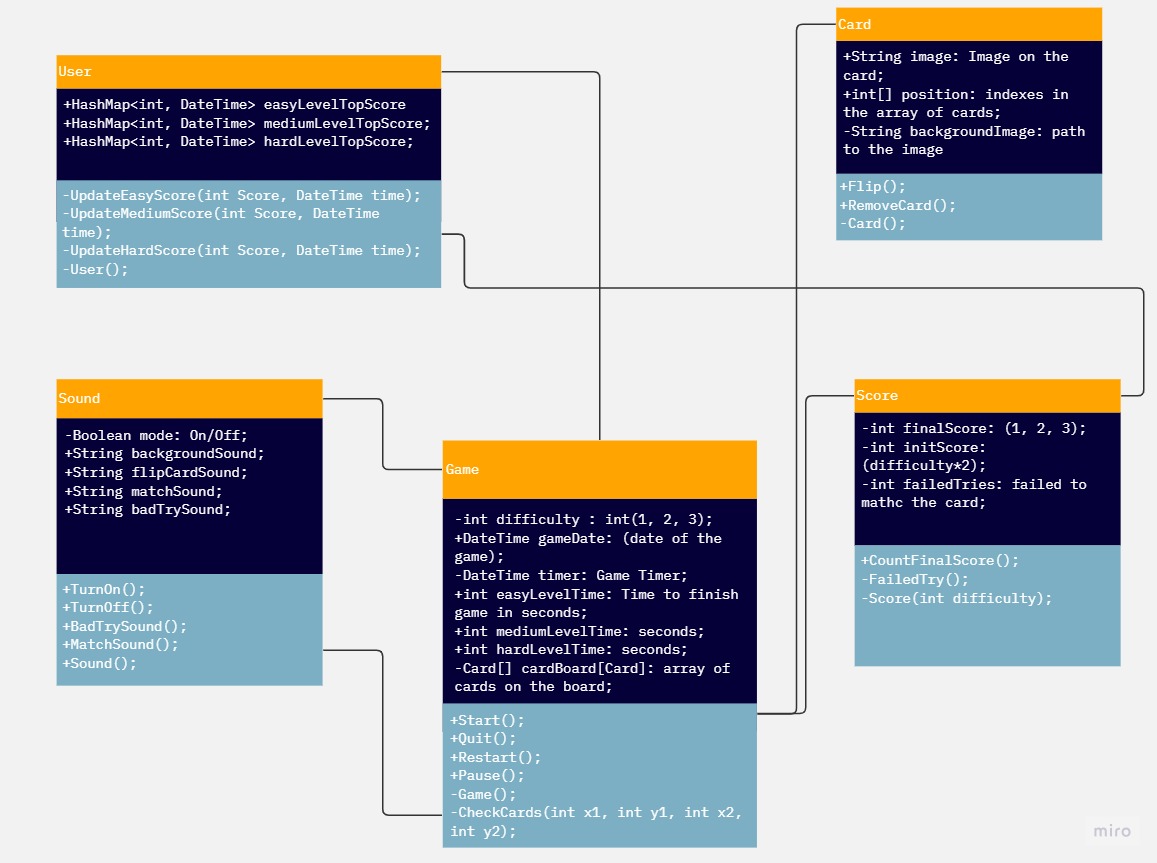 User
+HashMap<int, DateTime> easyLevelTopScore
+HashMap<int, DateTime> mediumLevelTopScore;
+HashMap<int, DateTime> hardLevelTopScore;
-UpdateEasyScore(int Score, DateTime time);
-UpdateMediumScore(int Score, DateTime
time);
-UpdateHardScore(int Score, DateTime time);
-User();
Card
+String image: Image on the
card;
+int[] position: indexes in
the array of cards;
-String backgroundImage: path
to the image
+Flip();
+RemoveCard();
-Card();
Sound
-Boolean mode: On/Off;
+String backgroundSound;
+String flipCardSound;
+String matchSound;
+String badTrySound;
+TurnOn();
+TurnOff();
+BadTrySound();
+MatchSound();
+Sound();
Game
-int difficulty : int(1, 2, 3);
+DateTime gameDate: (date of the
game);
-DateTime timer: Game Timer;
+int easyLevelTime: Time to finish
game in seconds;
+int mediumLevelTime: seconds;
+int hardLevelTime: seconds;
-Card[] cardBoard[Card]: array of
cards on the board;
+Start();
+Quit();
+Restart();
+Pause();
-Game();
-CheckCards(int x1, int y1, int x2,
int y2);
Score
-int finalScore: (1, 2, 3);
-int initScore:
(difficulty*2);
-int failedTries: failed to
mathc the card;
+CountFinalScore();
-FailedTry();
-Score(int difficulty);
miro